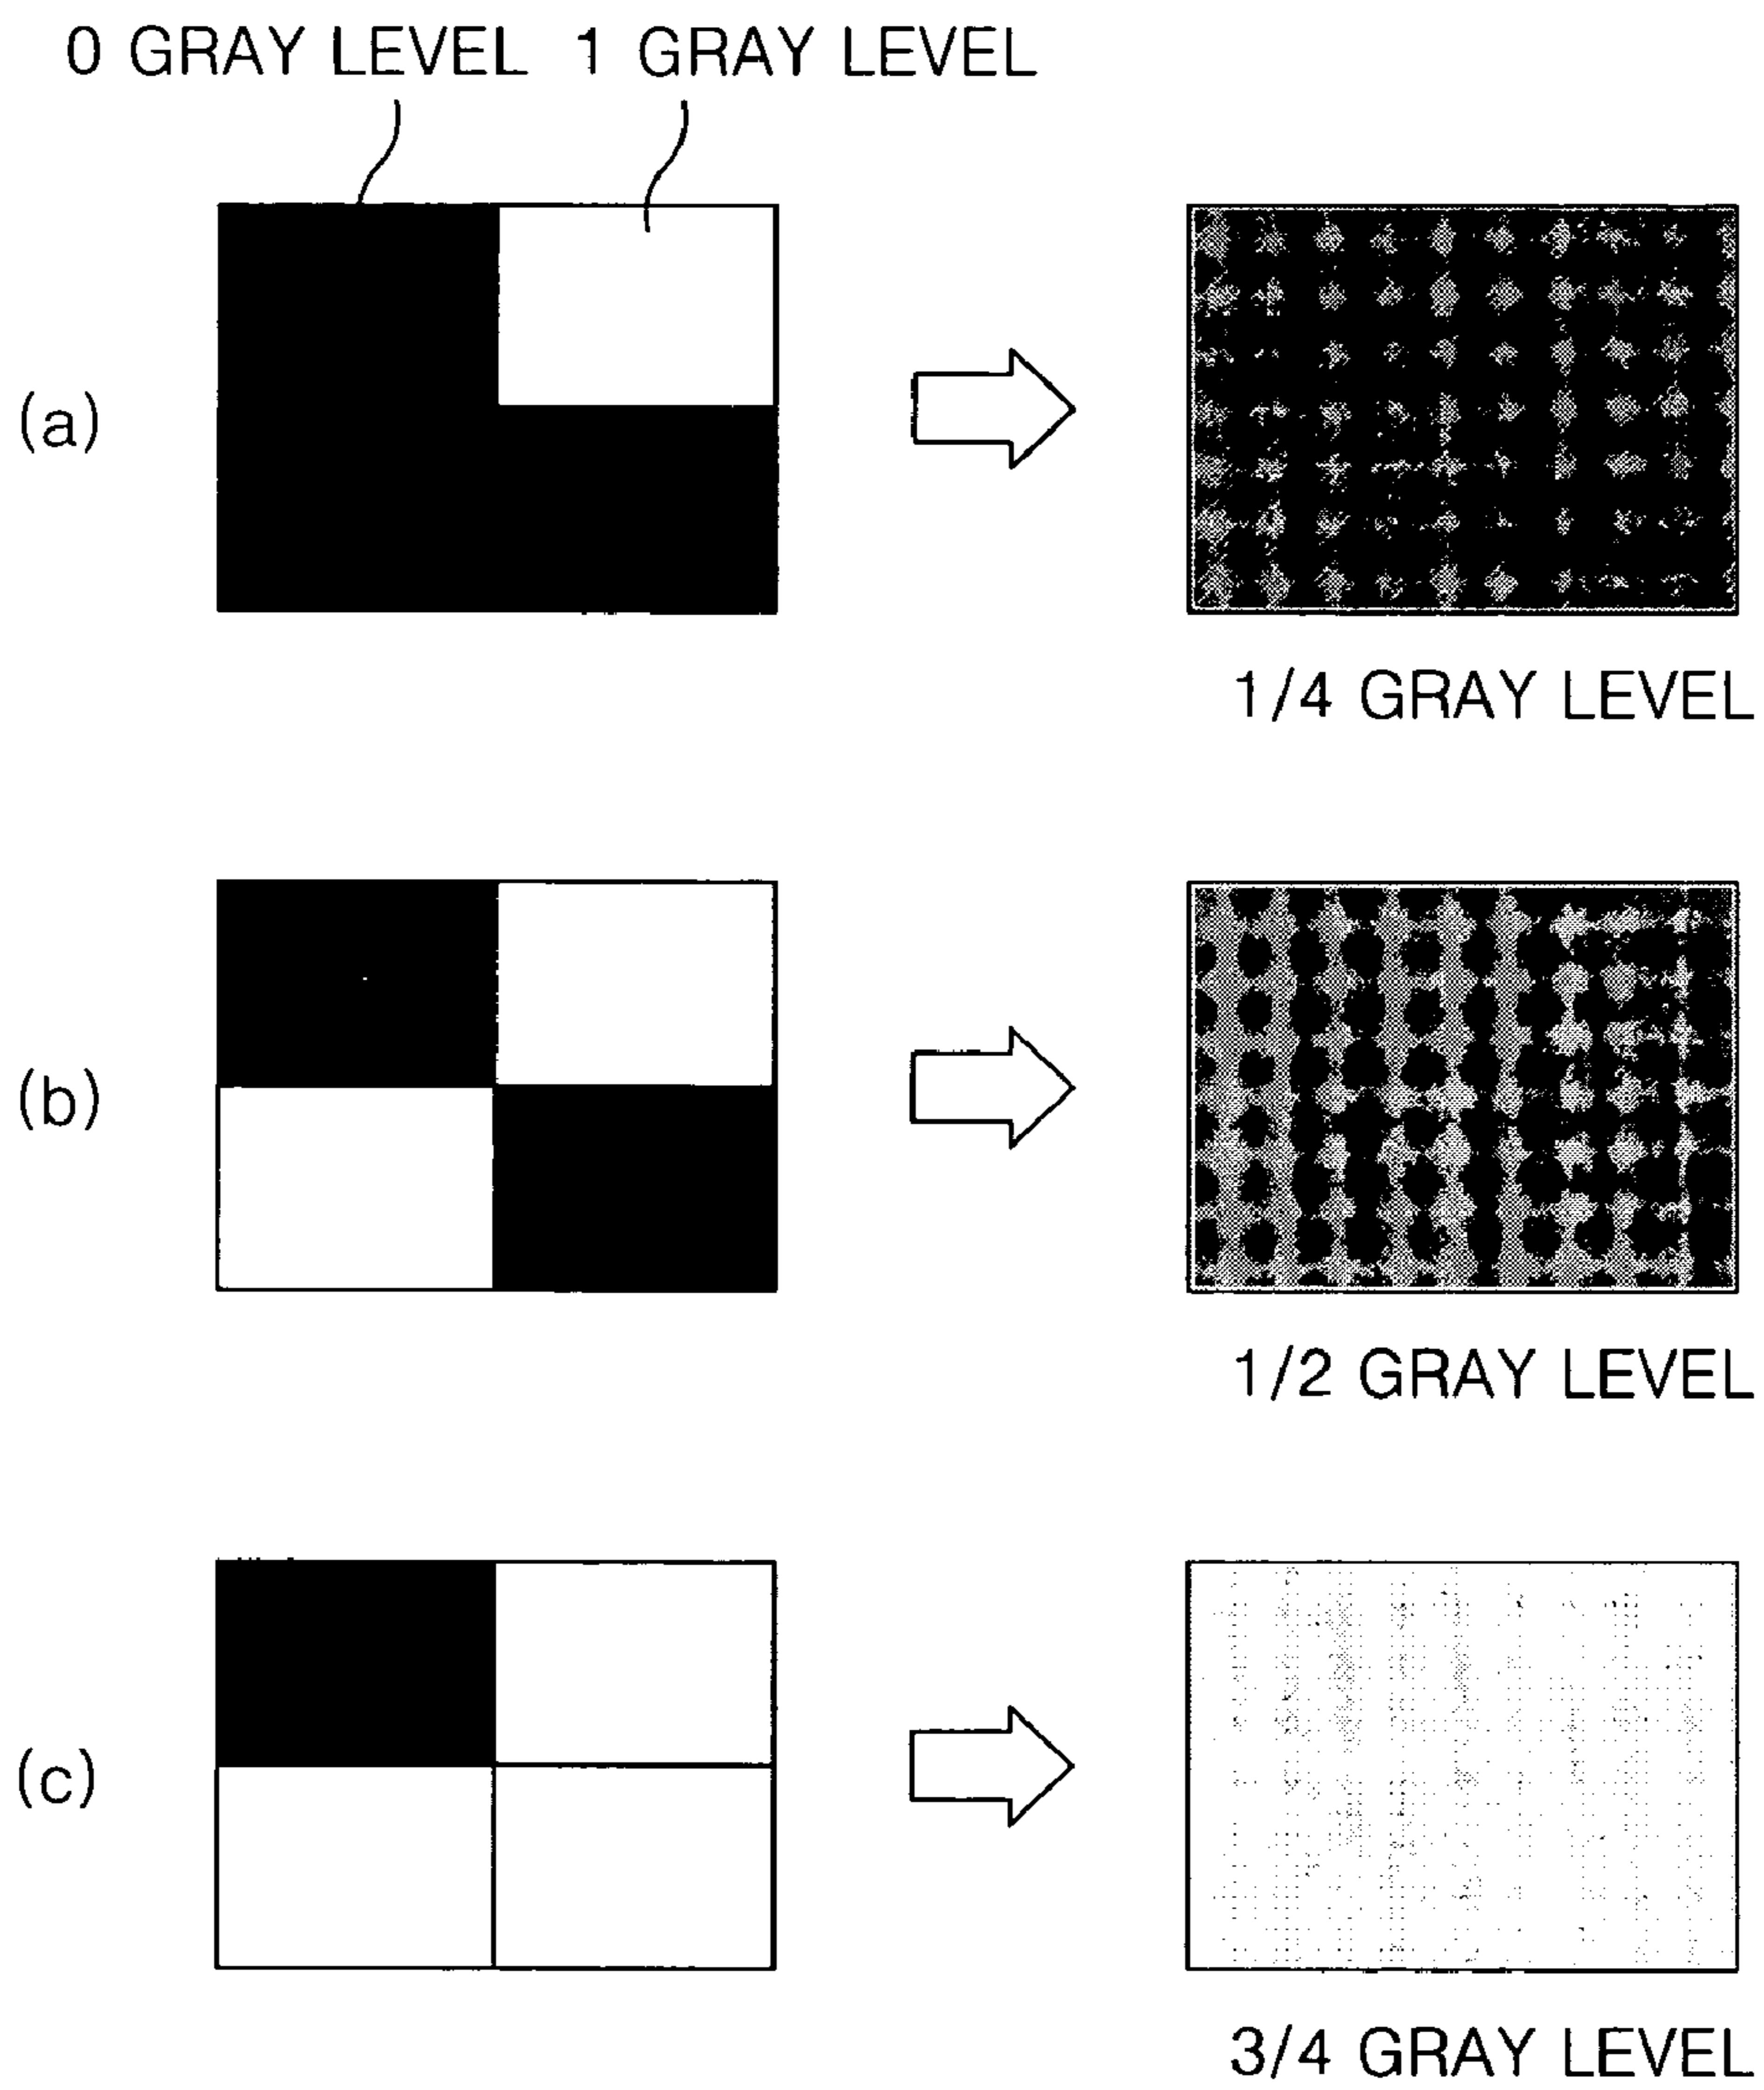 0 GRAY LEVEL 1 GRAY LEVEL
(a)
1/4 GRAY LEVEL
(b)
1/2 GRAY LEVEL
(c)
3/4 GRAY LEVEL